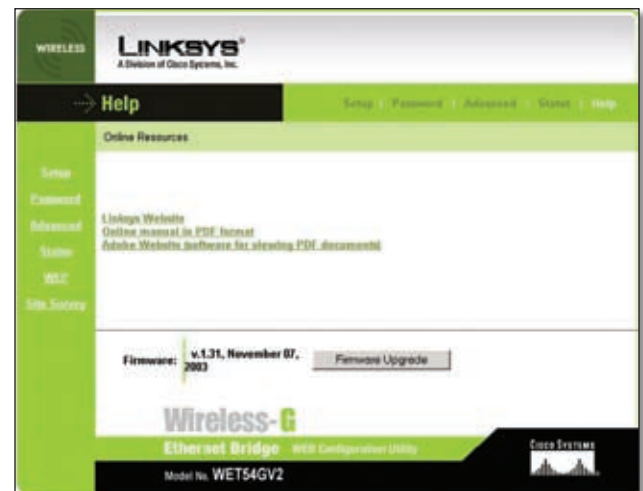 WIRELESS
LINKSYS®
A Division of Cisco Systems, Inc.
Help
Setup | Password | Advanced | Status | Help
Online Resources
Setup
Password
Advanced
Status
WEP
Site Survey
Linksys Website
Online manual in PDF format
Adobe Website (software for viewing PDF documents)
Firmware: v.1.31, November 07, 2003
Firmware Upgrade
Wireless-G
Ethernet Bridge WEB Configuration Utility
Model No. WET54GV2
CISCO SYSTEMS